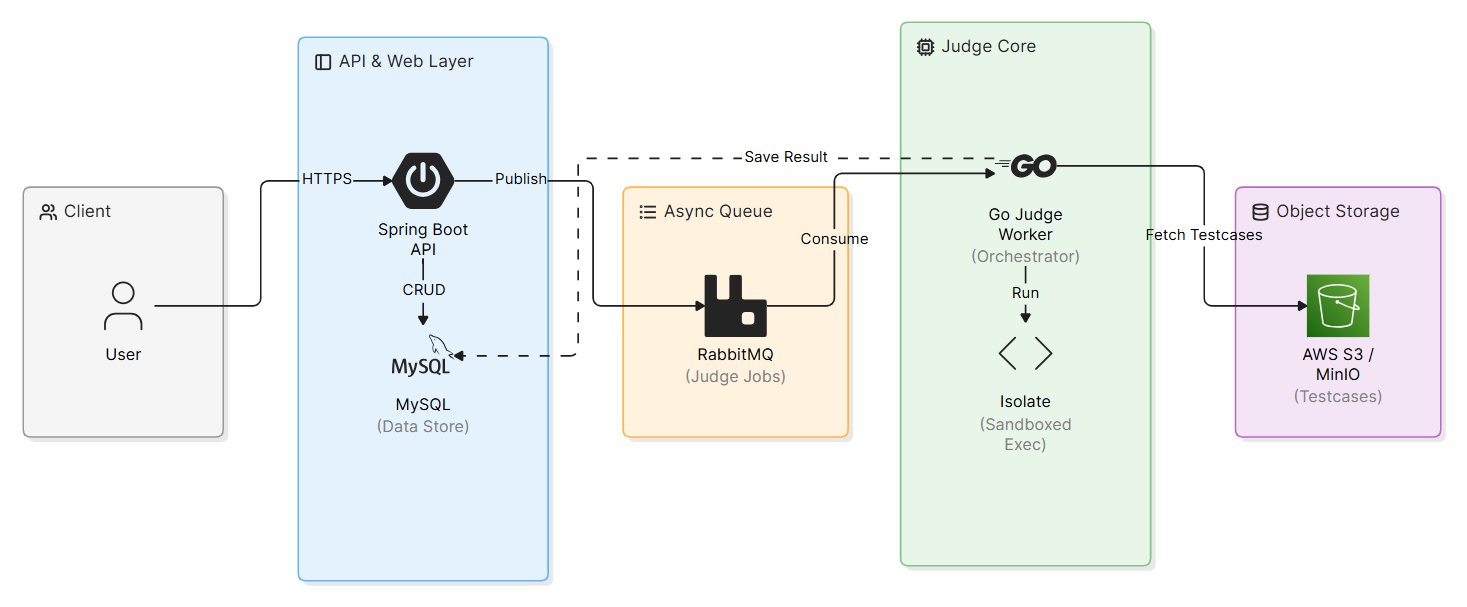 Client
User
HTTPS
API & Web Layer
Spring Boot
API
CRUD
MySQL
MySQL
(Data Store)
Publish
Save Result
Async Queue
Consume
RabbitMQ
(Judge Jobs)
Judge Core
GO
Go Judge
Worker
(Orchestrator)
Run
Isolate
(Sandboxed
Exec)
Fetch Testcases
Object Storage
AWS S3 /
MinIO
(Testcases)